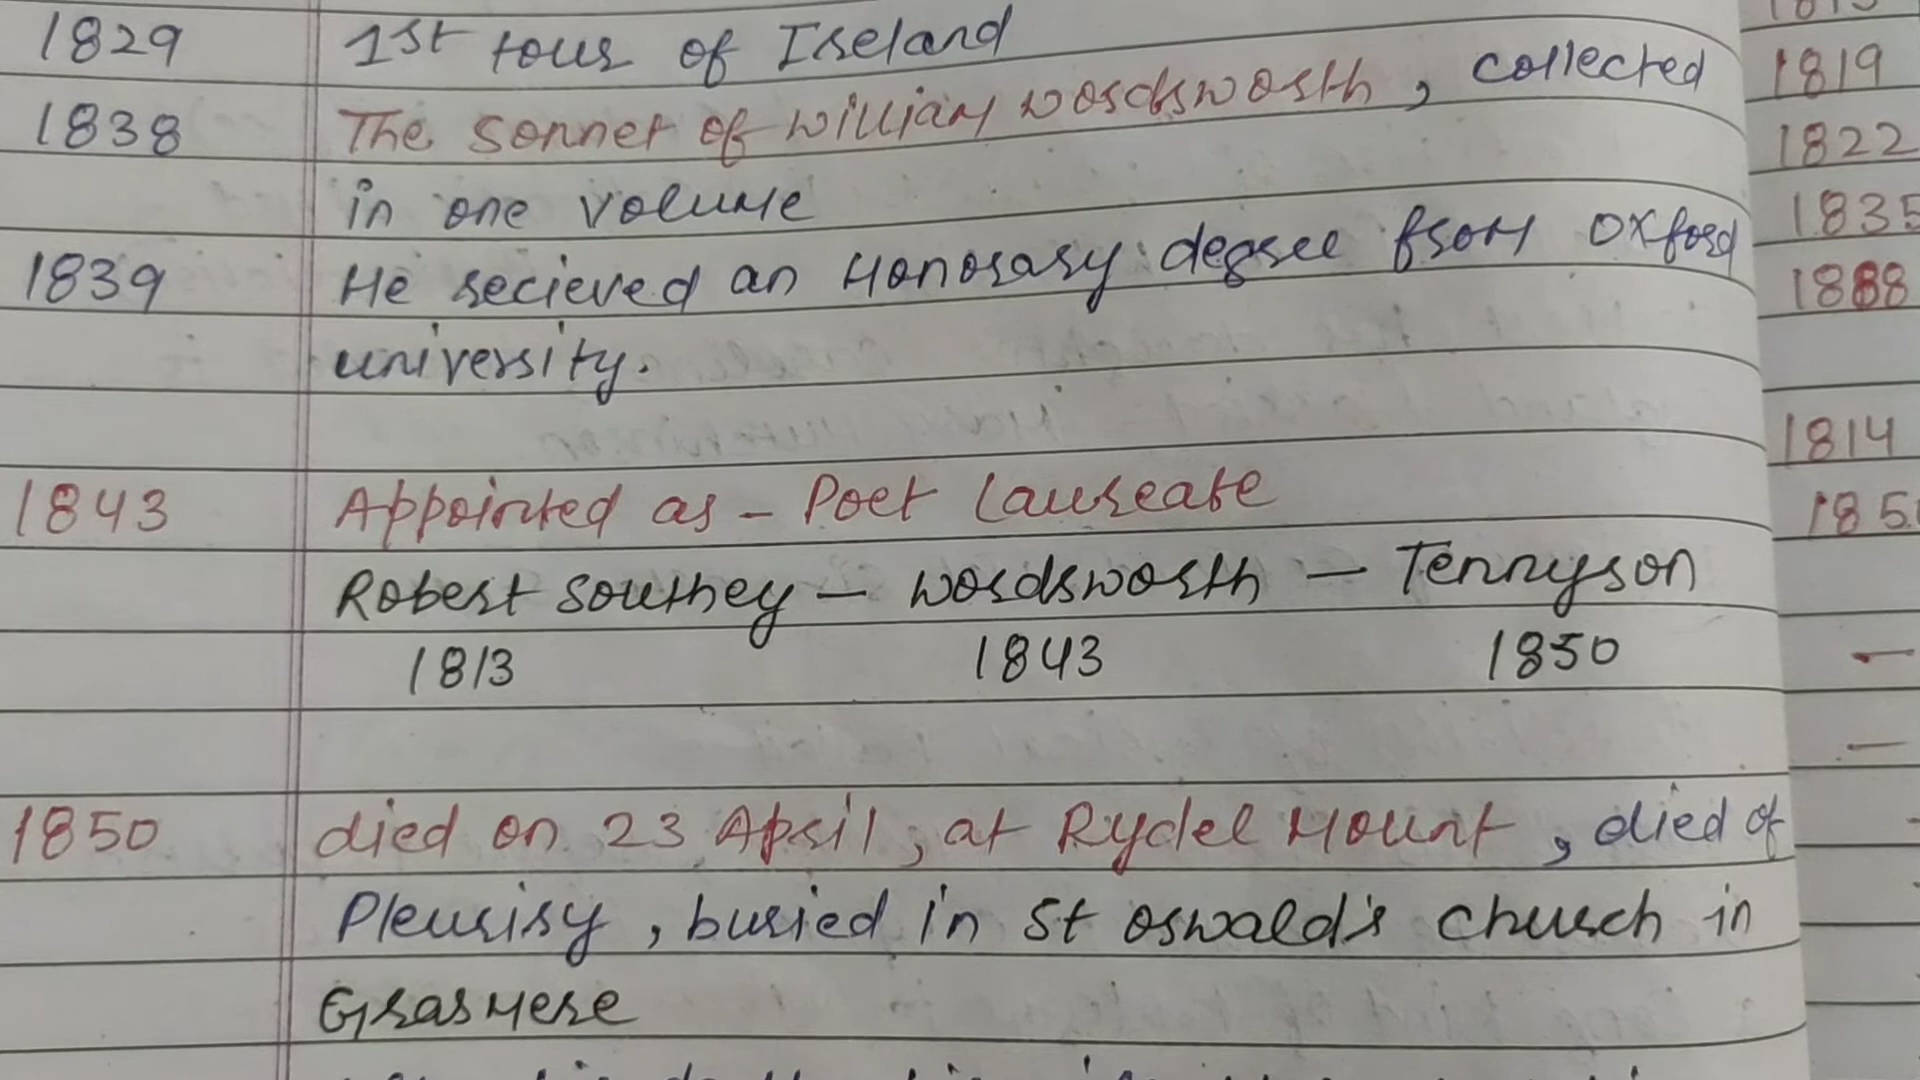 1829 1st tour of Ireland
1838 The Sonnet of William Wordsworth, collected
in one volume
1839 He recieved an Honorary degree from Oxford
university.
1843 Appointed as - Poet Laureate
Robert Southey - Wordsworth - Tennyson
1813 1843 1850
1850 died on 23 April, at Rydel Mount, died of
Pleurisy, buried in St Oswald's church in
Grasmere
1819
1822
1835
1888
1814